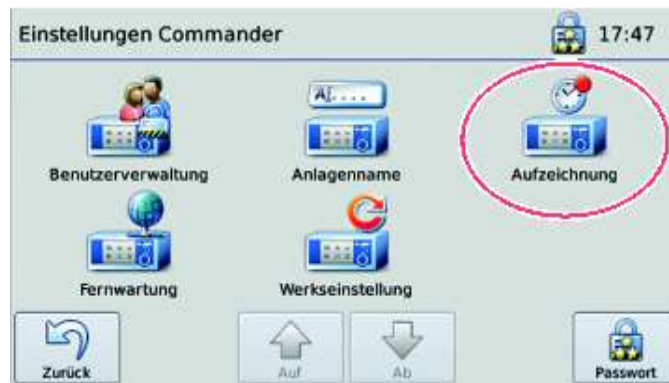 Einstellungen Commander 17:47
A[....
Benutzerverwaltung Anlagenname Aufzeichnung
Fernwartung Werkseinstellung
Zurück Auf Ab Passwort